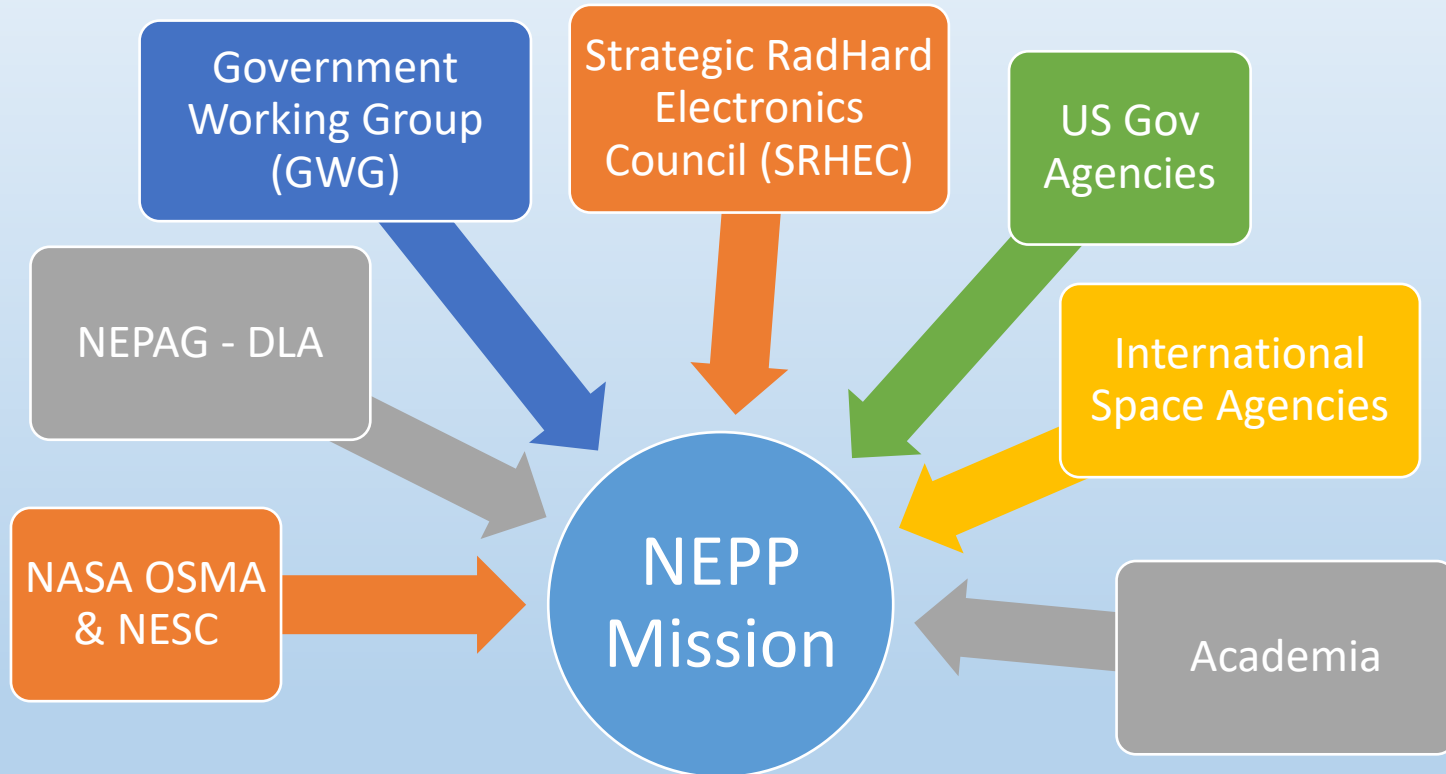 Government
Working Group
(GWG)
Strategic RadHard
Electronics
Council (SRHEC)
US Gov
Agencies
NEPAG - DLA
International
Space Agencies
NASA OSMA
& NESC
NEPP
Mission
Academia